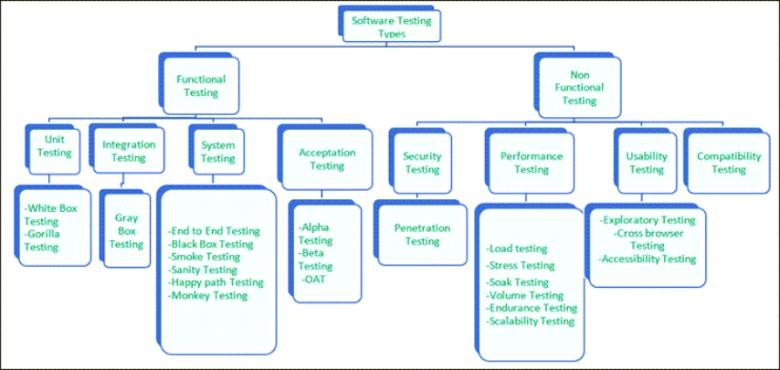 Software Testing
Types
Functional
Testing
Non
Functional
Testing
Unit
Testing
Integration
Testing
System
Testing
Acceptation
Testing
Security
Testing
Performance
Testing
Usability
Testing
Compatibility
Testing
-White Box
Testing
-Gorilla
Testing
Gray
Box
Testing
-End to End Testing
-Black Box Testing
-Smoke Testing
-Sanity Testing
-Happy path Testing
-Monkey Testing
-Alpha
Testing
-Beta
Testing
-OAT
Penetration
Testing
-Load testing
-Stress Testing
-Soak Testing
-Volume Testing
-Endurance Testing
-Scalability Testing
-Exploratory Testing
-Cross browser
Testing
-Accessibility Testing